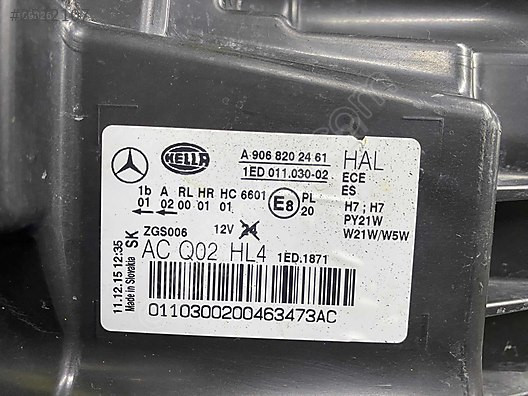 HELLA
A 906 820 24 61
1ED 011.030-02
HAL
ECE
ES
1b A RL HR HC 6601
01 02 00 01 01
E8
PL
20
H7 ; H7
PY21W
W21W/W5W
ZGS006 12V 24
AC Q02 HL4 1ED.1871
0110300200463473AC
11.12.15 12:35
Made in Slovakia
SK